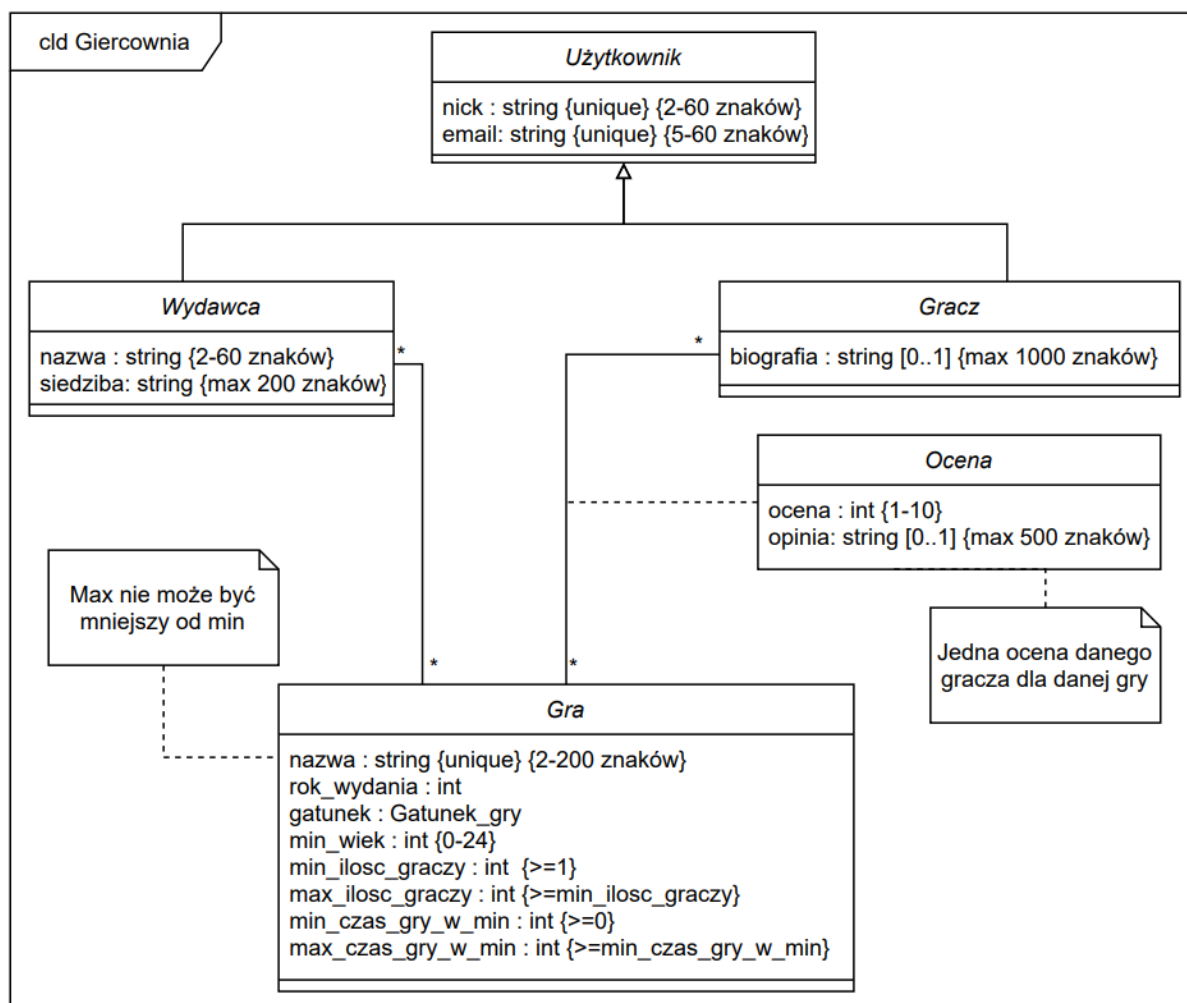 cld Giercownia
Użytkownik
nick : string {unique} {2-60 znaków}
email: string {unique} {5-60 znaków}
Wydawca
nazwa : string {2-60 znaków}
siedziba: string {max 200 znaków}
*
Gracz
biografia : string [0..1] {max 1000 znaków}
*
Ocena
ocena : int {1-10}
opinia: string [0..1] {max 500 znaków}
Max nie może być
mniejszy od min
Jedna ocena danego
gracza dla danej gry
*
*
Gra
nazwa : string {unique} {2-200 znaków}
rok_wydania : int
gatunek : Gatunek_gry
min_wiek : int {0-24}
min_ilosc_graczy : int {>=1}
max_ilosc_graczy : int {>=min_ilosc_graczy}
min_czas_gry_w_min : int {>=0}
max_czas_gry_w_min : int {>=min_czas_gry_w_min}